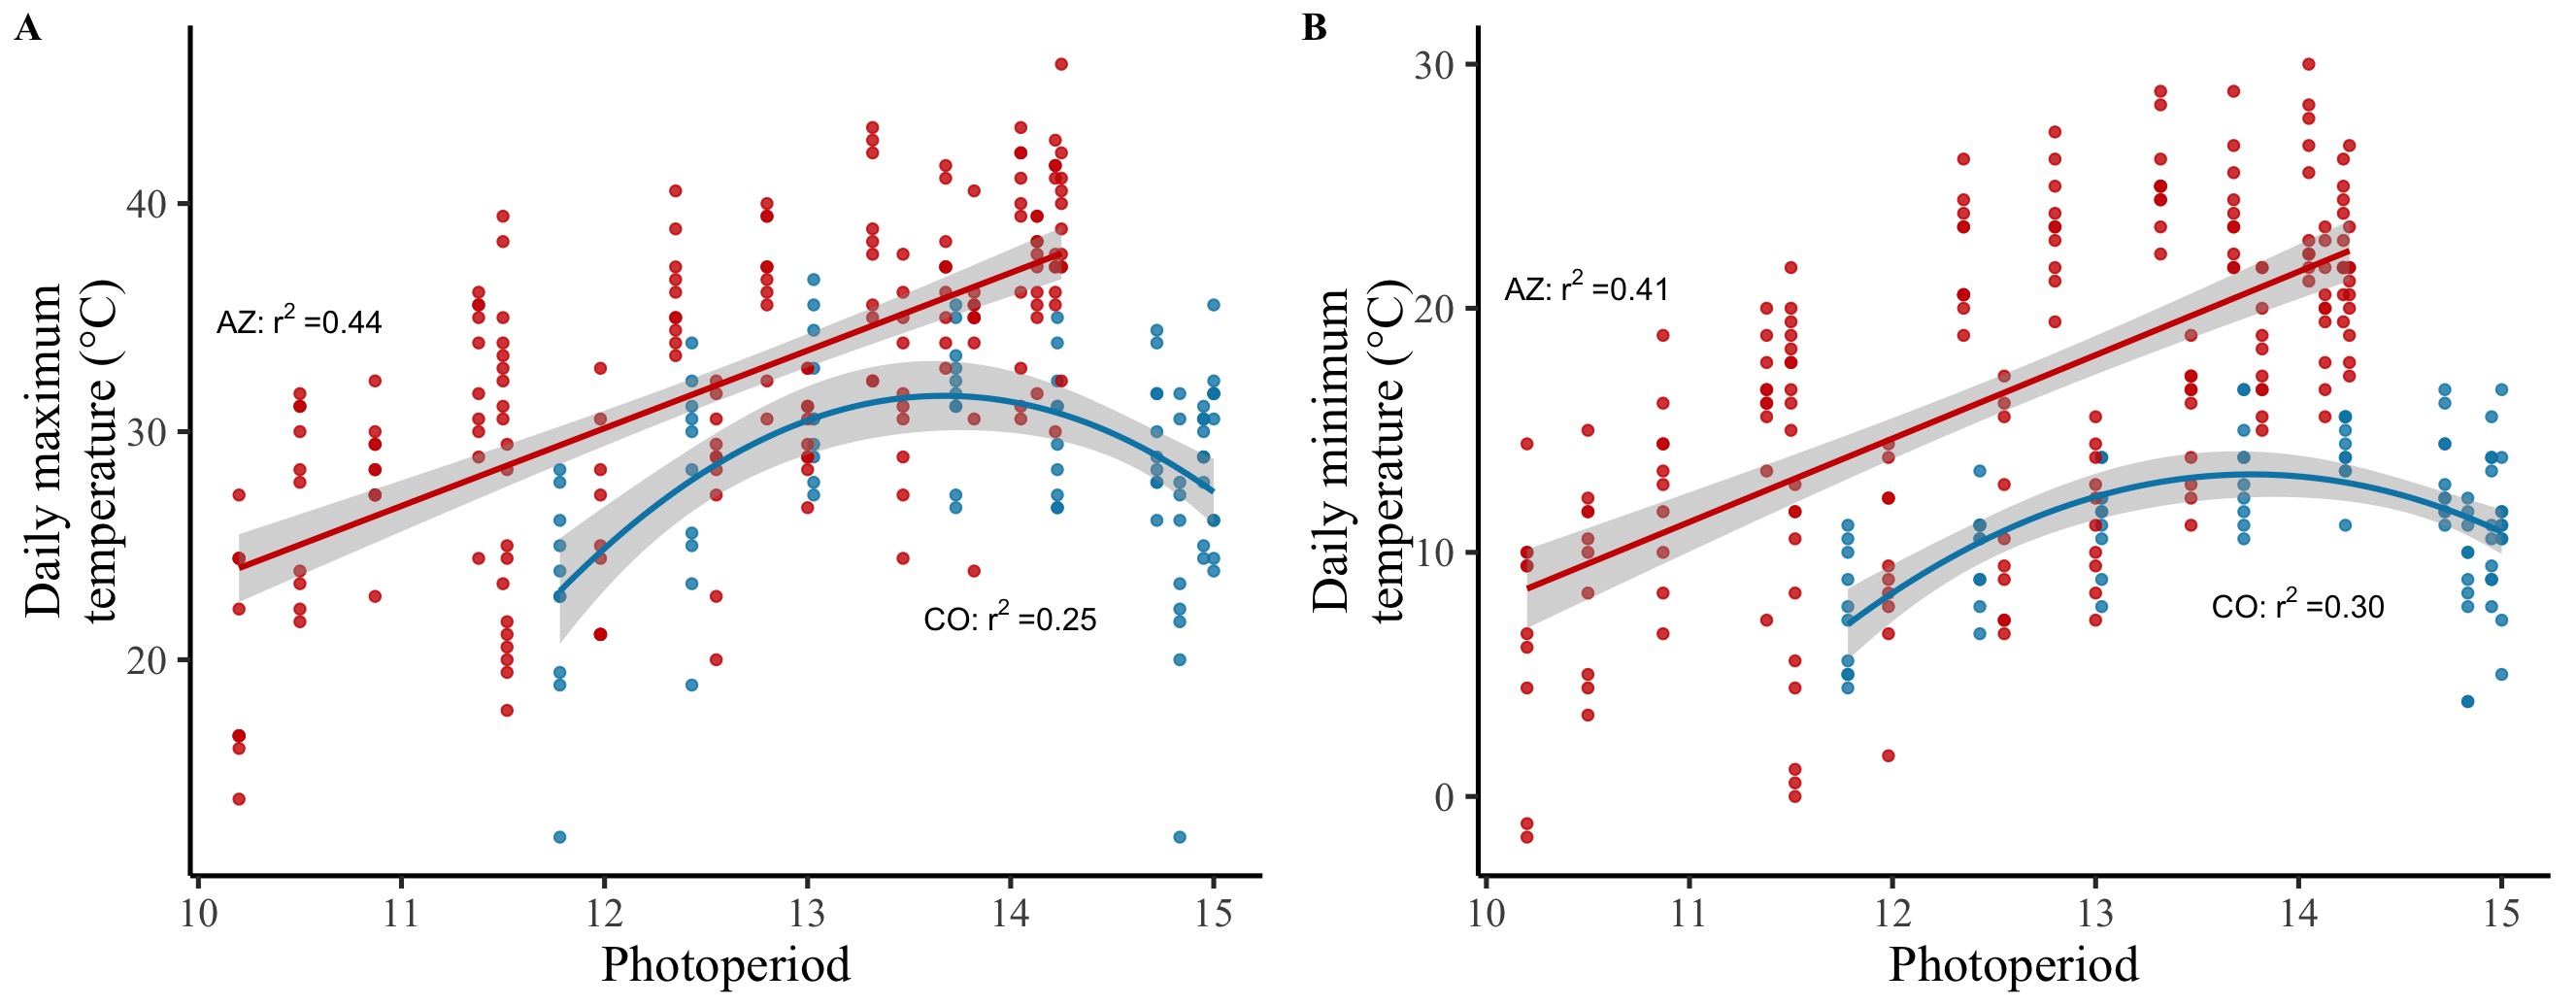 A
Daily maximum
temperature (°C)
40
30
20
AZ: r² =0.44
CO: r² =0.25
10 11 12 13 14 15
Photoperiod
B
Daily minimum
temperature (°C)
30
20
10
0
AZ: r² =0.41
CO: r² =0.30
10 11 12 13 14 15
Photoperiod